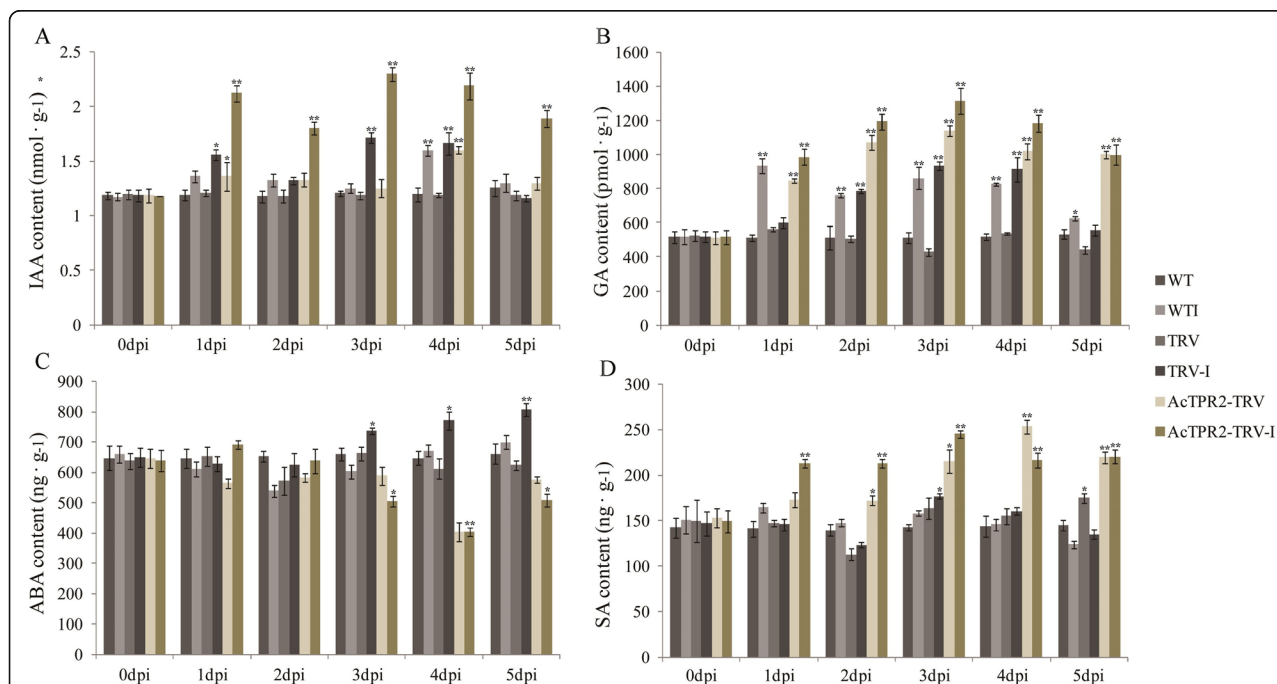 A
IAA content (nmol · g-1) *
2.5
2
1.5
1
0.5
0
* * ** ** ** ** ** ** ** ** **
0dpi 1dpi 2dpi 3dpi 4dpi 5dpi
B
GA content (pmol · g-1)
1600
1400
1200
1000
800
600
400
200
0
** ** ** ** ** ** ** ** ** ** ** ** ** ** ** * ** **
0dpi 1dpi 2dpi 3dpi 4dpi 5dpi
WT
WTI
TRV
TRV-I
AcTPR2-TRV
AcTPR2-TRV-I
C
ABA content (ng · g-1)
900
800
700
600
500
400
300
200
100
0
* * * ** ** *
0dpi 1dpi 2dpi 3dpi 4dpi 5dpi
D
SA content (ng · g-1)
300
250
200
150
100
50
0
** * ** * * ** ** ** * ** **
0dpi 1dpi 2dpi 3dpi 4dpi 5dpi